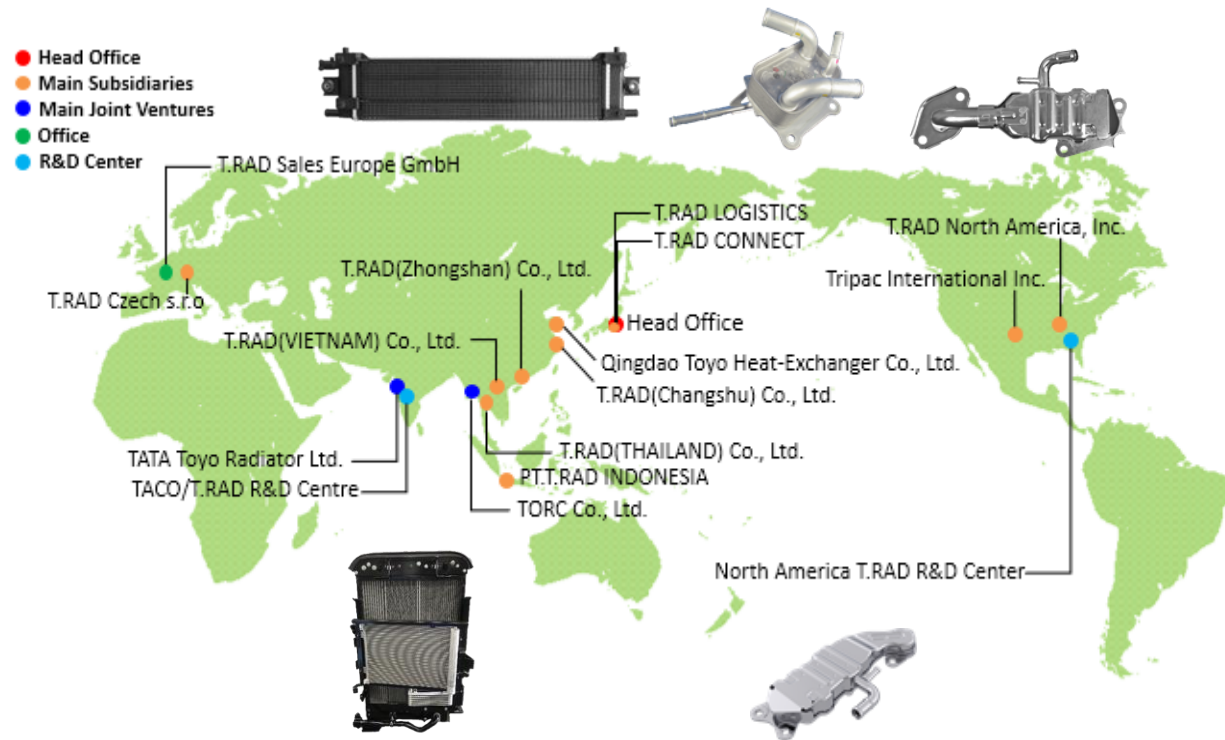 Head Office
Main Subsidiaries
Main Joint Ventures
Office
R&D Center
T.RAD Sales Europe GmbH
T.RAD LOGISTICS
T.RAD CONNECT
T.RAD North America, Inc.
T.RAD(Zhongshan) Co., Ltd.
Tripac International Inc.
T.RAD Czech s.r.o
Head Office
T.RAD(VIETNAM) Co., Ltd.
Qingdao Toyo Heat-Exchanger Co., Ltd.
T.RAD(Changshu) Co., Ltd.
TATA Toyo Radiator Ltd.
T.RAD(THAILAND) Co., Ltd.
TACO/T.RAD R&D Centre
PT.T.RAD INDONESIA
TORC Co., Ltd.
North America T.RAD R&D Center